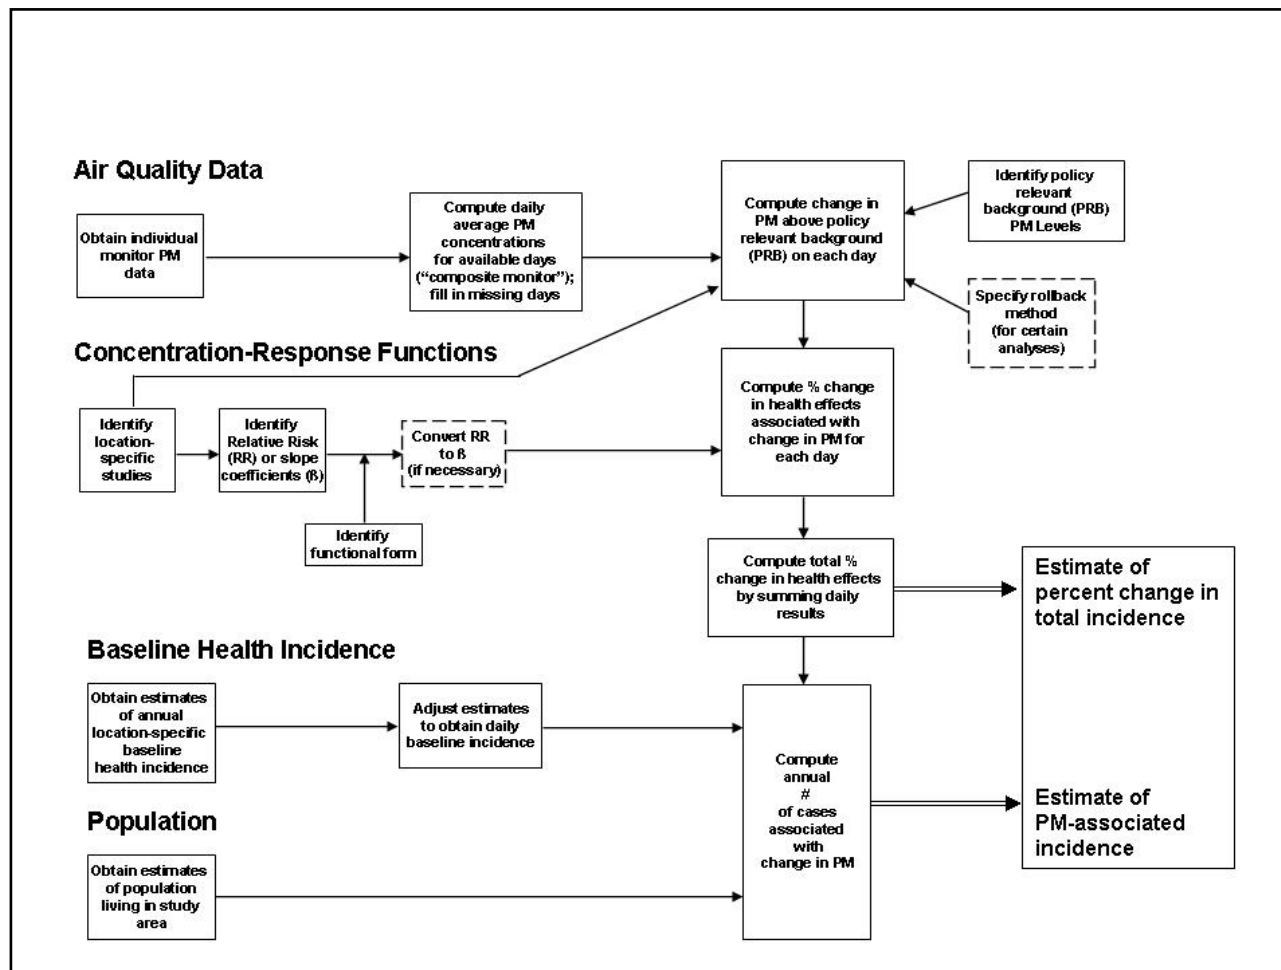 Air Quality Data
Obtain individual
monitor PM
data
Compute daily
average PM
concentrations
for available days
(“composite monitor”);
fill in missing days
Compute change in
PM above policy
relevant background
(PRB) on each day
Identify policy
relevant
background (PRB)
PM Levels
Specify rollback
method
(for certain
analyses)
Concentration-Response Functions
Identify
location-
specific
studies
Identify
Relative Risk
(RR) or slope
coefficients (ß)
Convert RR
to ß
(if necessary)
Identify
functional form
Compute % change
in health effects
associated with
change in PM for
each day
Compute total %
change in health effects
by summing daily
results
Estimate of
percent change in
total incidence
Baseline Health Incidence
Obtain estimates
of annual
location-specific
baseline
health incidence
Adjust estimates
to obtain daily
baseline incidence
Compute
annual
#
of cases
associated
with
change in PM
Estimate of
PM-associated
incidence
Population
Obtain estimates
of population
living in study
area